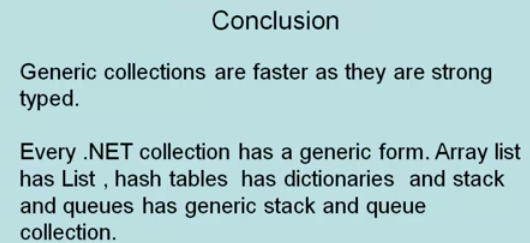 Conclusion
Generic collections are faster as they are strong
typed.
Every .NET collection has a generic form. Array list
has List , hash tables  has dictionaries  and stack
and queues has generic stack and queue
collection.